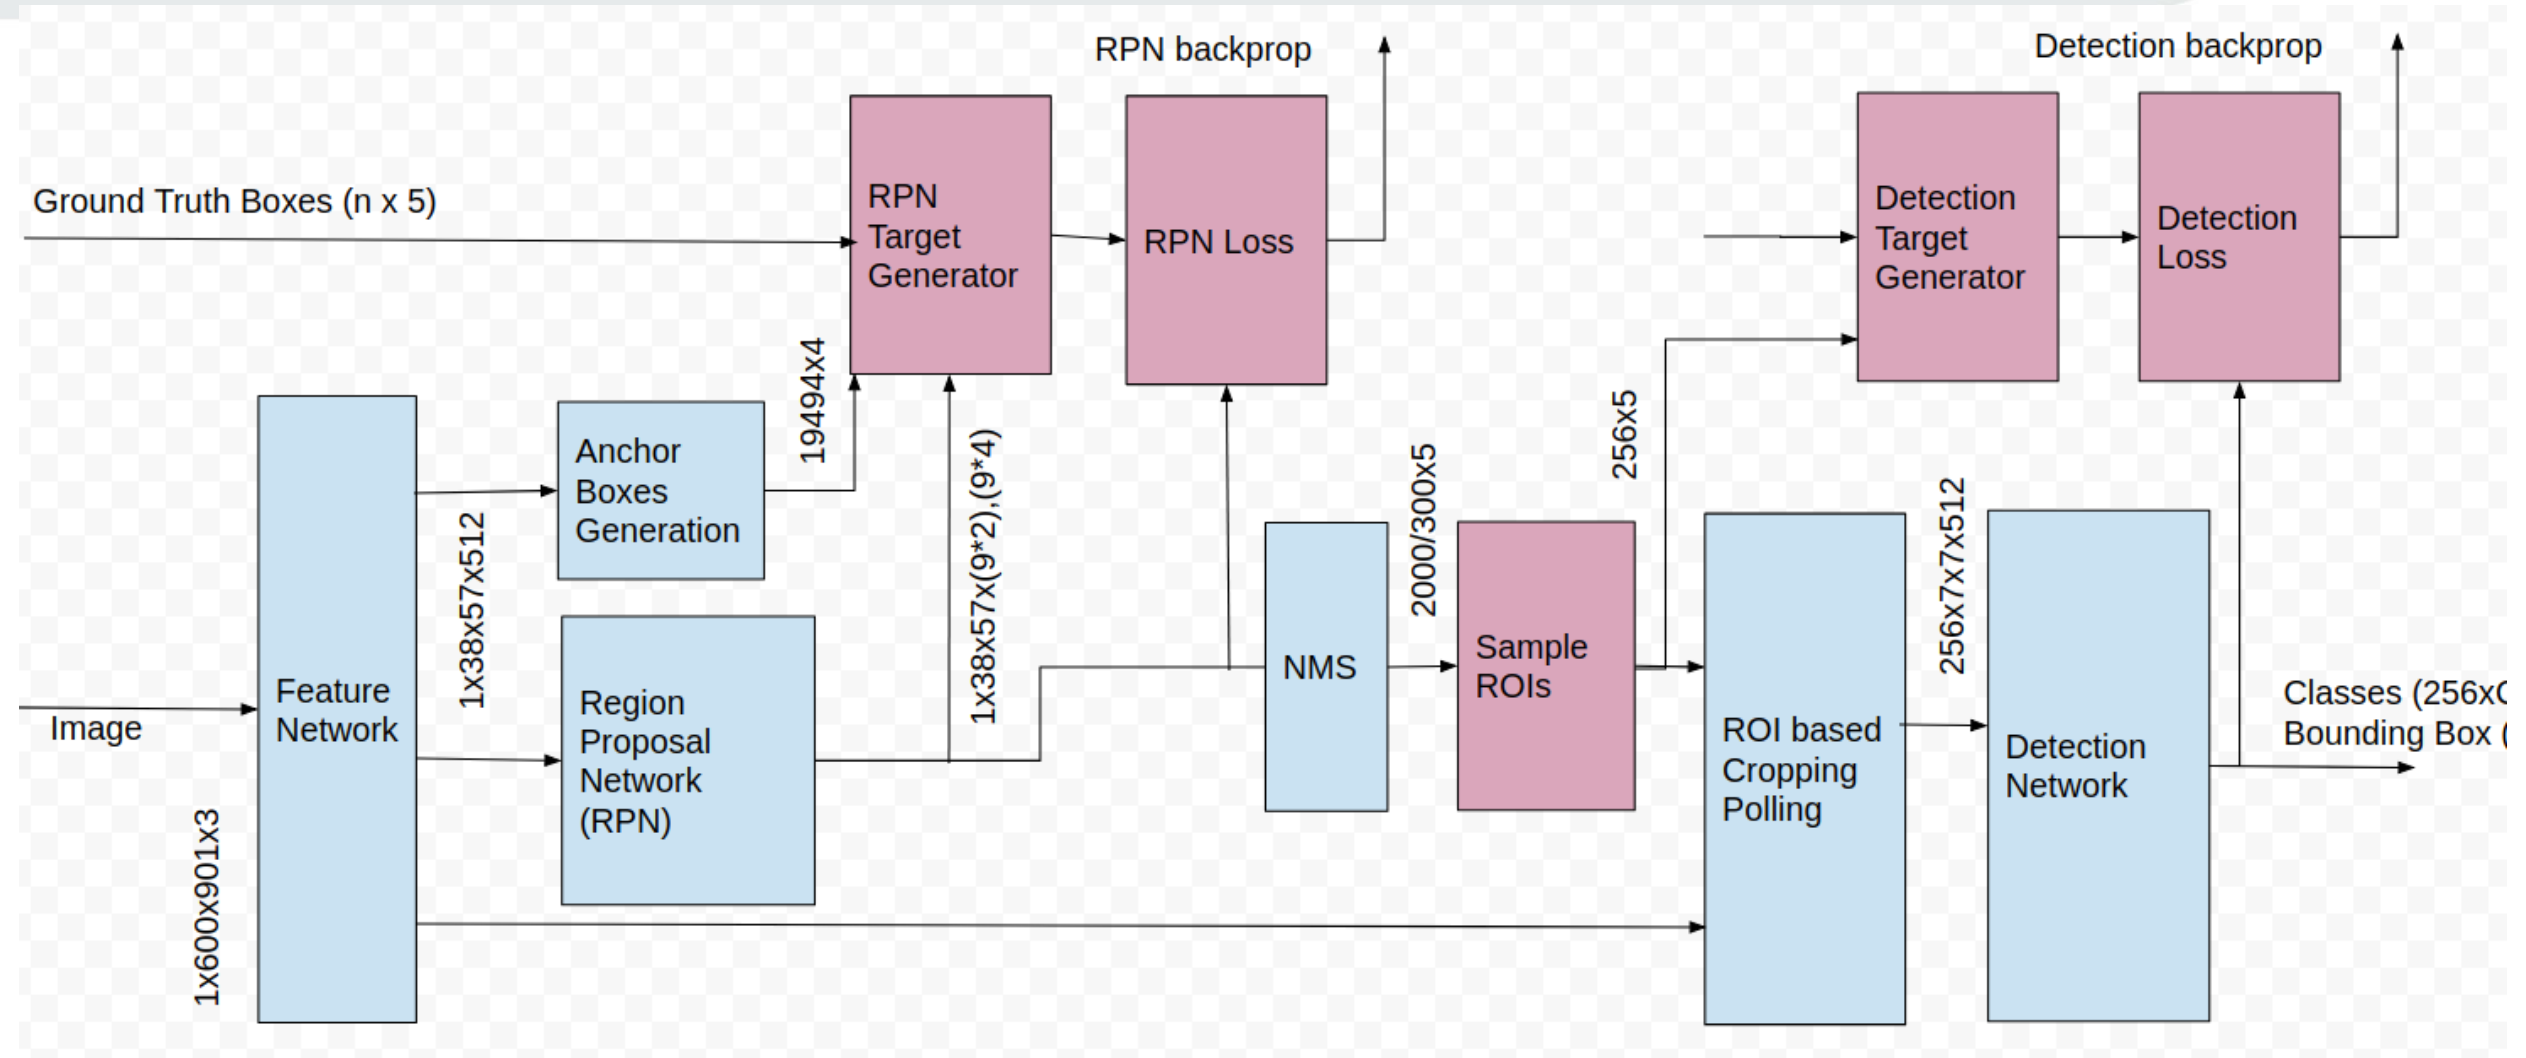 RPN backprop
Detection backprop
Ground Truth Boxes (n x 5)
RPN
Target
Generator
RPN Loss
Detection
Target
Generator
Detection
Loss
19494x4
1x38x57x(9*2),(9*4)
256x5
2000/300x5
256x7x7x512
Anchor
Boxes
Generation
1x38x57x512
Feature
Network
Image
1x600x901x3
Region
Proposal
Network
(RPN)
NMS
Sample
ROIs
ROI based
Cropping
Polling
Detection
Network
Classes (256xC
Bounding Box (